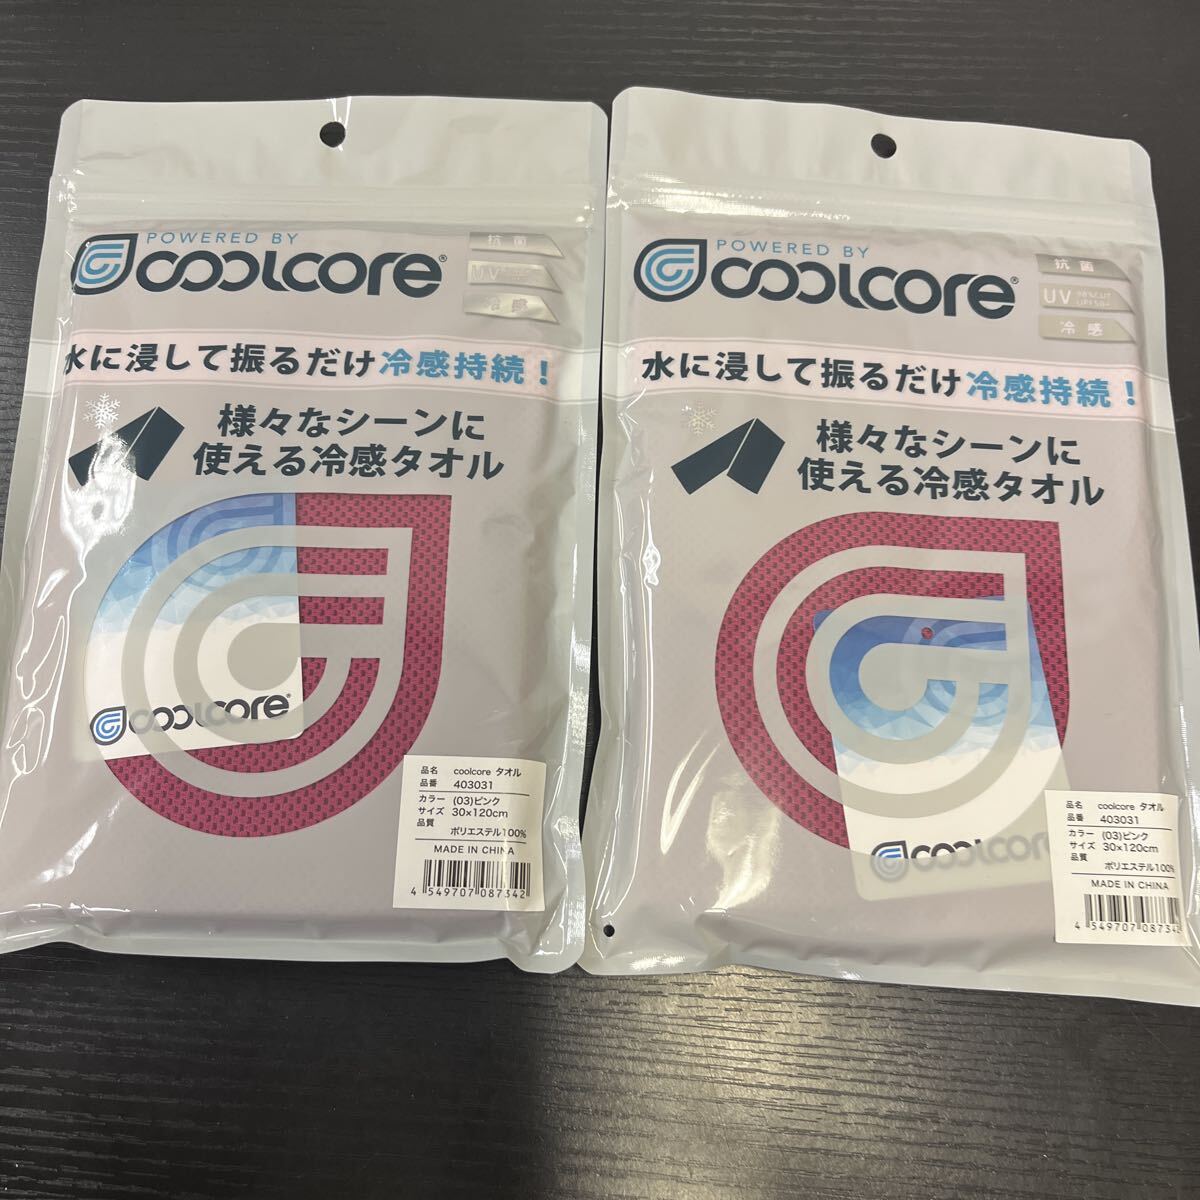 POWERED BY
coolcore®
抗菌
UV
冷感
水に浸して振るだけ冷感持続！
様々なシーンに
使える冷感タオル
coolcore®
品名 coolcore タオル
品番 403031
カラー (03)ピンク
サイズ 30×120cm
品質
ポリエステル100%
MADE IN CHINA
4 549707 087342
POWERED BY
coolcore®
抗菌
UV 98%CUT
UPF50+
冷感
水に浸して振るだけ冷感持続！
様々なシーンに
使える冷感タオル
coolcor
品名 coolcore タオル
品番 403031
カラー (03)ピンク
サイズ 30×120cm
品質
ポリエステル100%
MADE IN CHINA
4 549707 087342